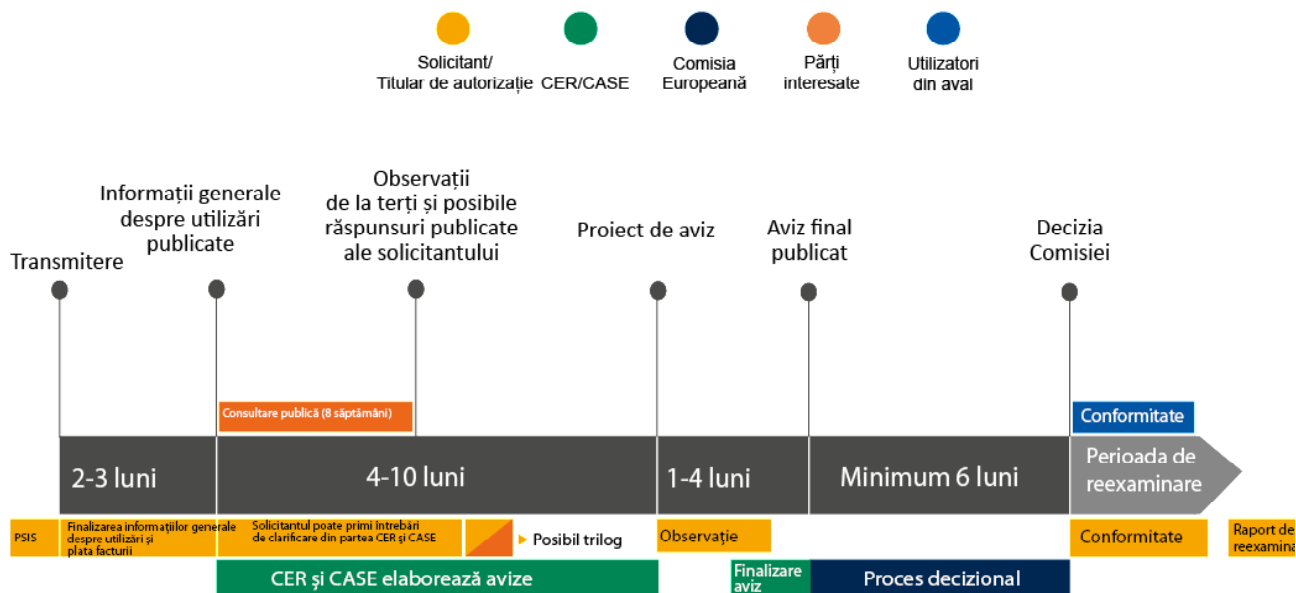 Solicitant/
Titular de autorizație
CER/CASE
Comisia
Europeană
Părți
interesate
Utilizatori
din aval
Transmitere
Informații generale
despre utilizări
publicate
Observații
de la terți și posibile
răspunsuri publicate
ale solicitantului
Proiect de aviz
Aviz final
publicat
Decizia
Comisiei
Consultare publică (8 săptămâni)
Conformitate
2-3 luni
4-10 luni
1-4 luni
Minimum 6 luni
Perioada de
reexaminare
PSIS
Finalizarea informațiilor generale
despre utilizări și
plata facturii
Solicitantul poate primi întrebări
de clarificare din partea CER și CASE
Posibil trilog
Observație
Conformitate
Raport de
reexamina
CER și CASE elaborează avize
Finalizare
aviz
Proces decizional